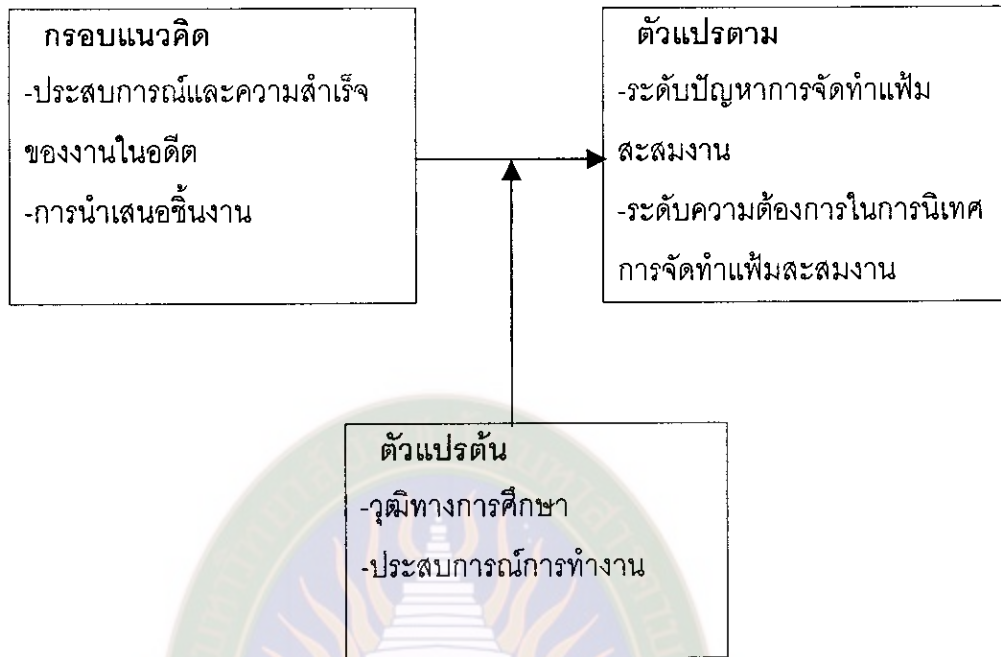 กรอบแนวคิด
-ประสบการณ์และความสำเร็จ
ของงานในอดีต
-การนำเสนอชิ้นงาน
ตัวแปรตาม
-ระดับปัญหาการจัดทำแฟ้ม
สะสมงาน
-ระดับความต้องการในการนิเทศ
การจัดทำแฟ้มสะสมงาน
ตัวแปรต้น
-วุฒิทางการศึกษา
-ประสบการณ์การทำงาน